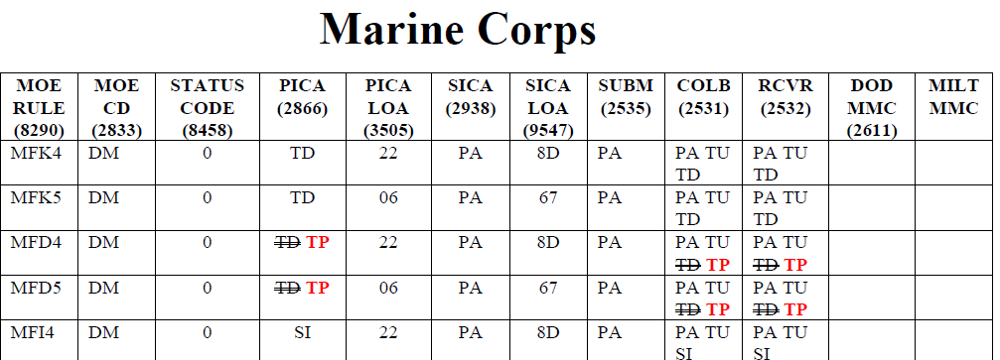 Marine Corps
MOE RULE (8290) MOE CD (2833) STATUS CODE (8458) PICA (2866) PICA LOA (3505) SICA (2938) SICA LOA (9547) SUBM (2535) COLB (2531) RCVR (2532) DOD MMC (2611) MILT MMC
MFK4 DM 0 TD 22 PA 8D PA PA TU TD PA TU TD
MFK5 DM 0 TD 06 PA 67 PA PA TU TD PA TU TD
MFD4 DM 0 TD TP 22 PA 8D PA PA TU TD TP PA TU TD TP
MFD5 DM 0 TD TP 06 PA 67 PA PA TU TD TP PA TU TD TP
MFI4 DM 0 SI 22 PA 8D PA PA TU SI PA TU SI